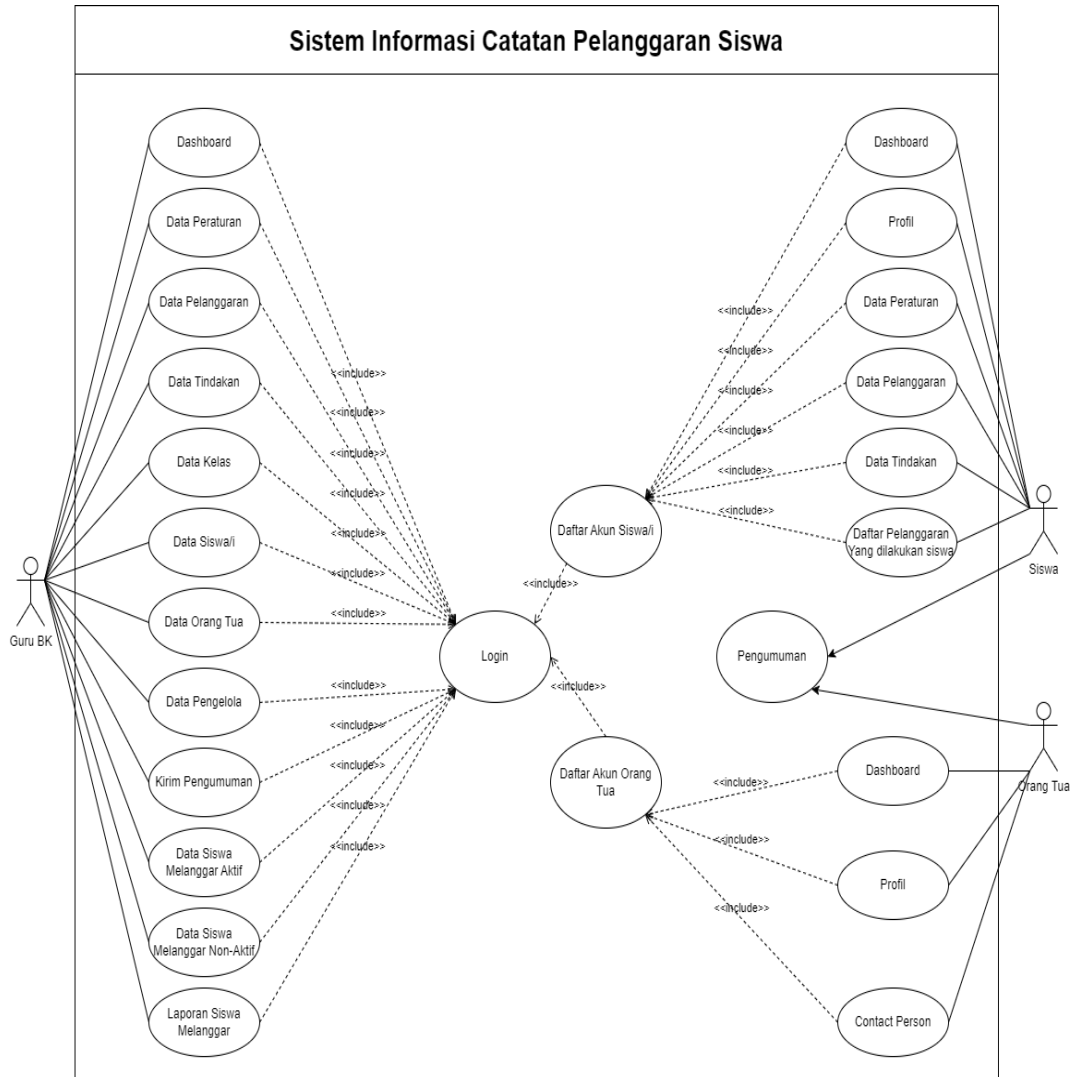 Sistem Informasi Catatan Pelanggaran Siswa
Dashboard
Data Peraturan
Data Pelanggaran
Data Tindakan
Data Kelas
Data Siswa/i
Data Orang Tua
Data Pengelola
Kirim Pengumuman
Data Siswa
Melanggar Aktif
Data Siswa
Melanggar Non-Aktif
Laporan Siswa
Melanggar
Guru BK
<<include>>
<<include>>
<<include>>
<<include>>
<<include>>
<<include>>
<<include>>
<<include>>
<<include>>
<<include>>
<<include>>
<<include>>
Login
<<include>>
<<include>>
Daftar Akun Siswa/i
Daftar Akun Orang
Tua
<<include>>
<<include>>
<<include>>
<<include>>
<<include>>
<<include>>
Dashboard
Profil
Data Peraturan
Data Pelanggaran
Data Tindakan
Daftar Pelanggaran
Yang dilakukan siswa
Siswa
Pengumuman
<<include>>
<<include>>
<<include>>
Dashboard
Profil
Contact Person
Orang Tua